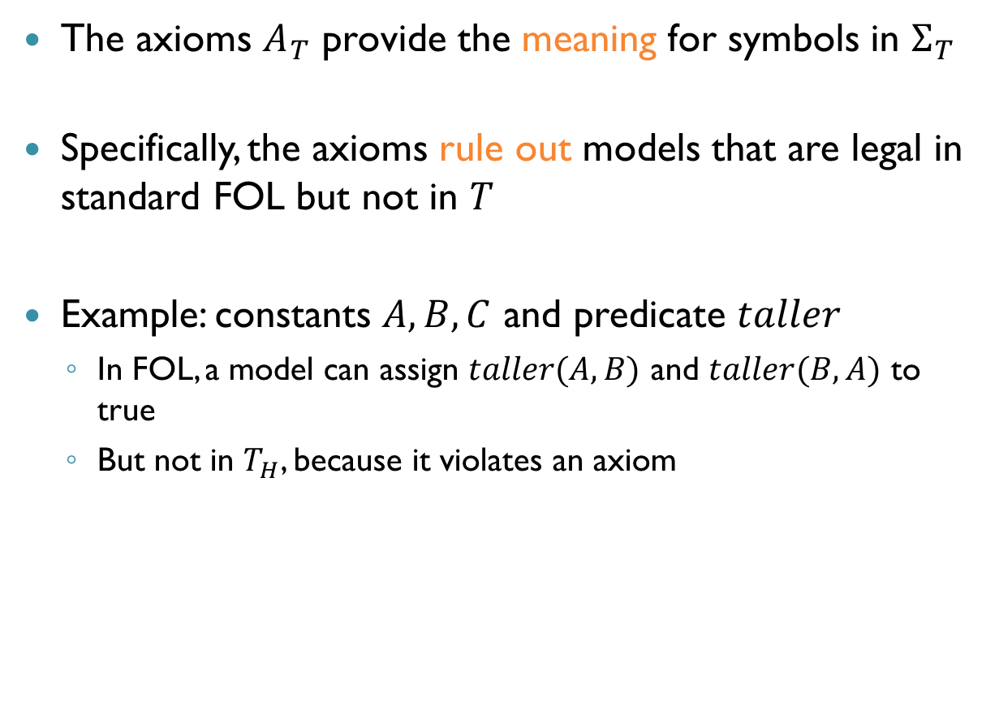 • The axioms A_T provide the meaning for symbols in Σ_T
• Specifically, the axioms rule out models that are legal in
standard FOL but not in T
• Example: constants A, B, C and predicate taller
◦ In FOL, a model can assign taller(A, B) and taller(B, A) to
true
◦ But not in T_H, because it violates an axiom